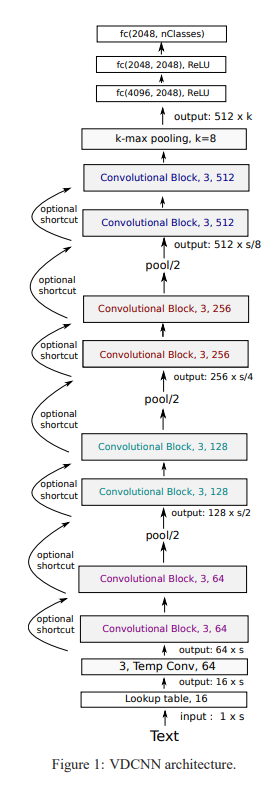 fc(2048, nClasses)
fc(2048, 2048), ReLU
fc(4096, 2048), ReLU
output: 512 x k
k-max pooling, k=8
Convolutional Block, 3, 512
optional
shortcut
Convolutional Block, 3, 512
output: 512 x s/8
pool/2
optional
shortcut
Convolutional Block, 3, 256
optional
shortcut
Convolutional Block, 3, 256
output: 256 x s/4
pool/2
optional
shortcut
Convolutional Block, 3, 128
optional
shortcut
Convolutional Block, 3, 128
output: 128 x s/2
pool/2
optional
shortcut
Convolutional Block, 3, 64
optional
shortcut
Convolutional Block, 3, 64
output: 64 x s
3, Temp Conv, 64
output: 16 x s
Lookup table, 16
input : 1 x s
Text
Figure 1: VDCNN architecture.